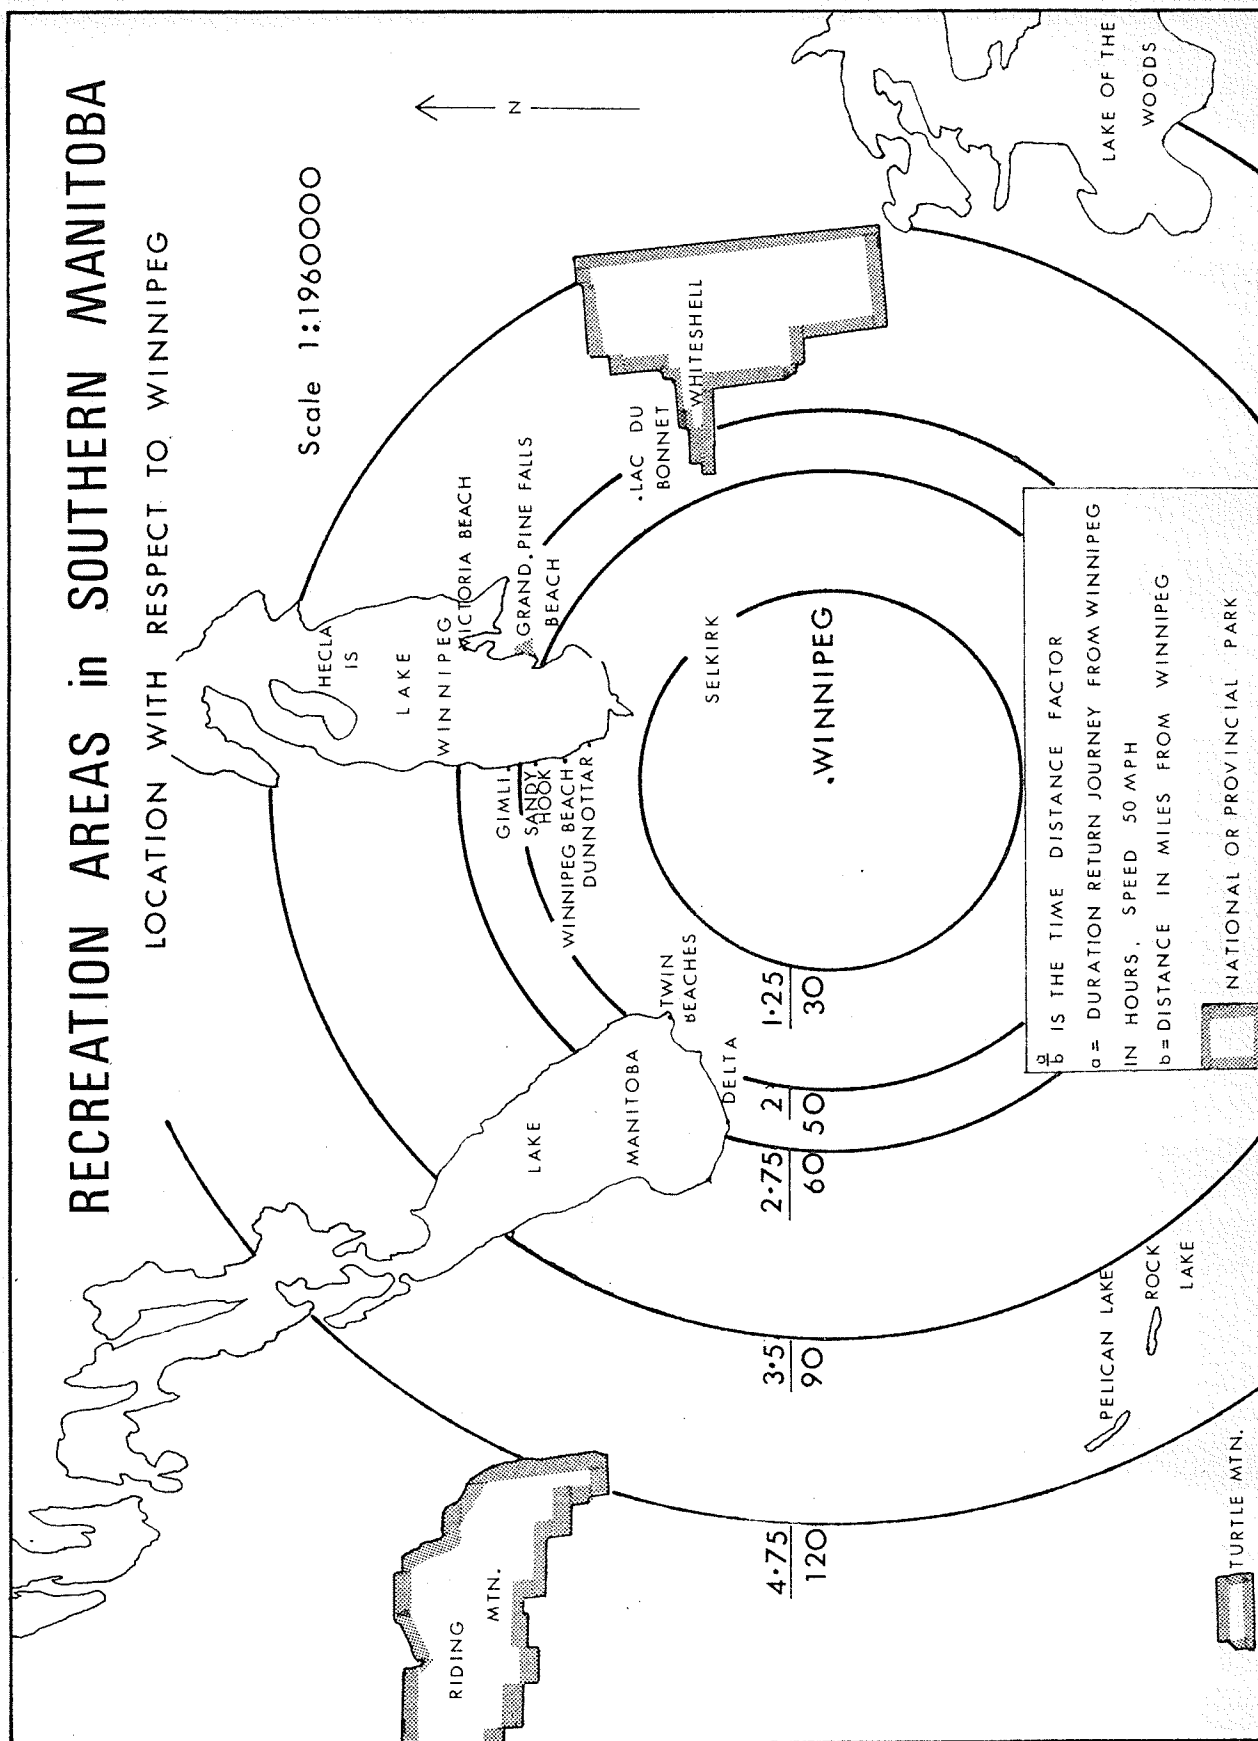 RECREATION AREAS in SOUTHERN MANITOBA
LOCATION WITH RESPECT TO WINNIPEG
Scale 1:1960000
N
HECLA
IS
LAKE
WINNIPEG
VICTORIA BEACH
GRAND
BEACH
PINE FALLS
LAC DU
BONNET
WHITESHELL
LAKE OF THE
WOODS
GIMLI
SANDY
HOOK
WINNIPEG BEACH
DUNNOTTAR
SELKIRK
WINNIPEG
TWIN
BEACHES
DELTA
LAKE
MANITOBA
RIDING
MTN.
4·75
120
3·5
90
2·75
60
2
50
1·25
30
PELICAN LAKE
ROCK
LAKE
TURTLE MTN.
a/b IS THE TIME DISTANCE FACTOR
a = DURATION RETURN JOURNEY FROM WINNIPEG
IN HOURS. SPEED 50 MPH
b = DISTANCE IN MILES FROM WINNIPEG
NATIONAL OR PROVINCIAL PARK